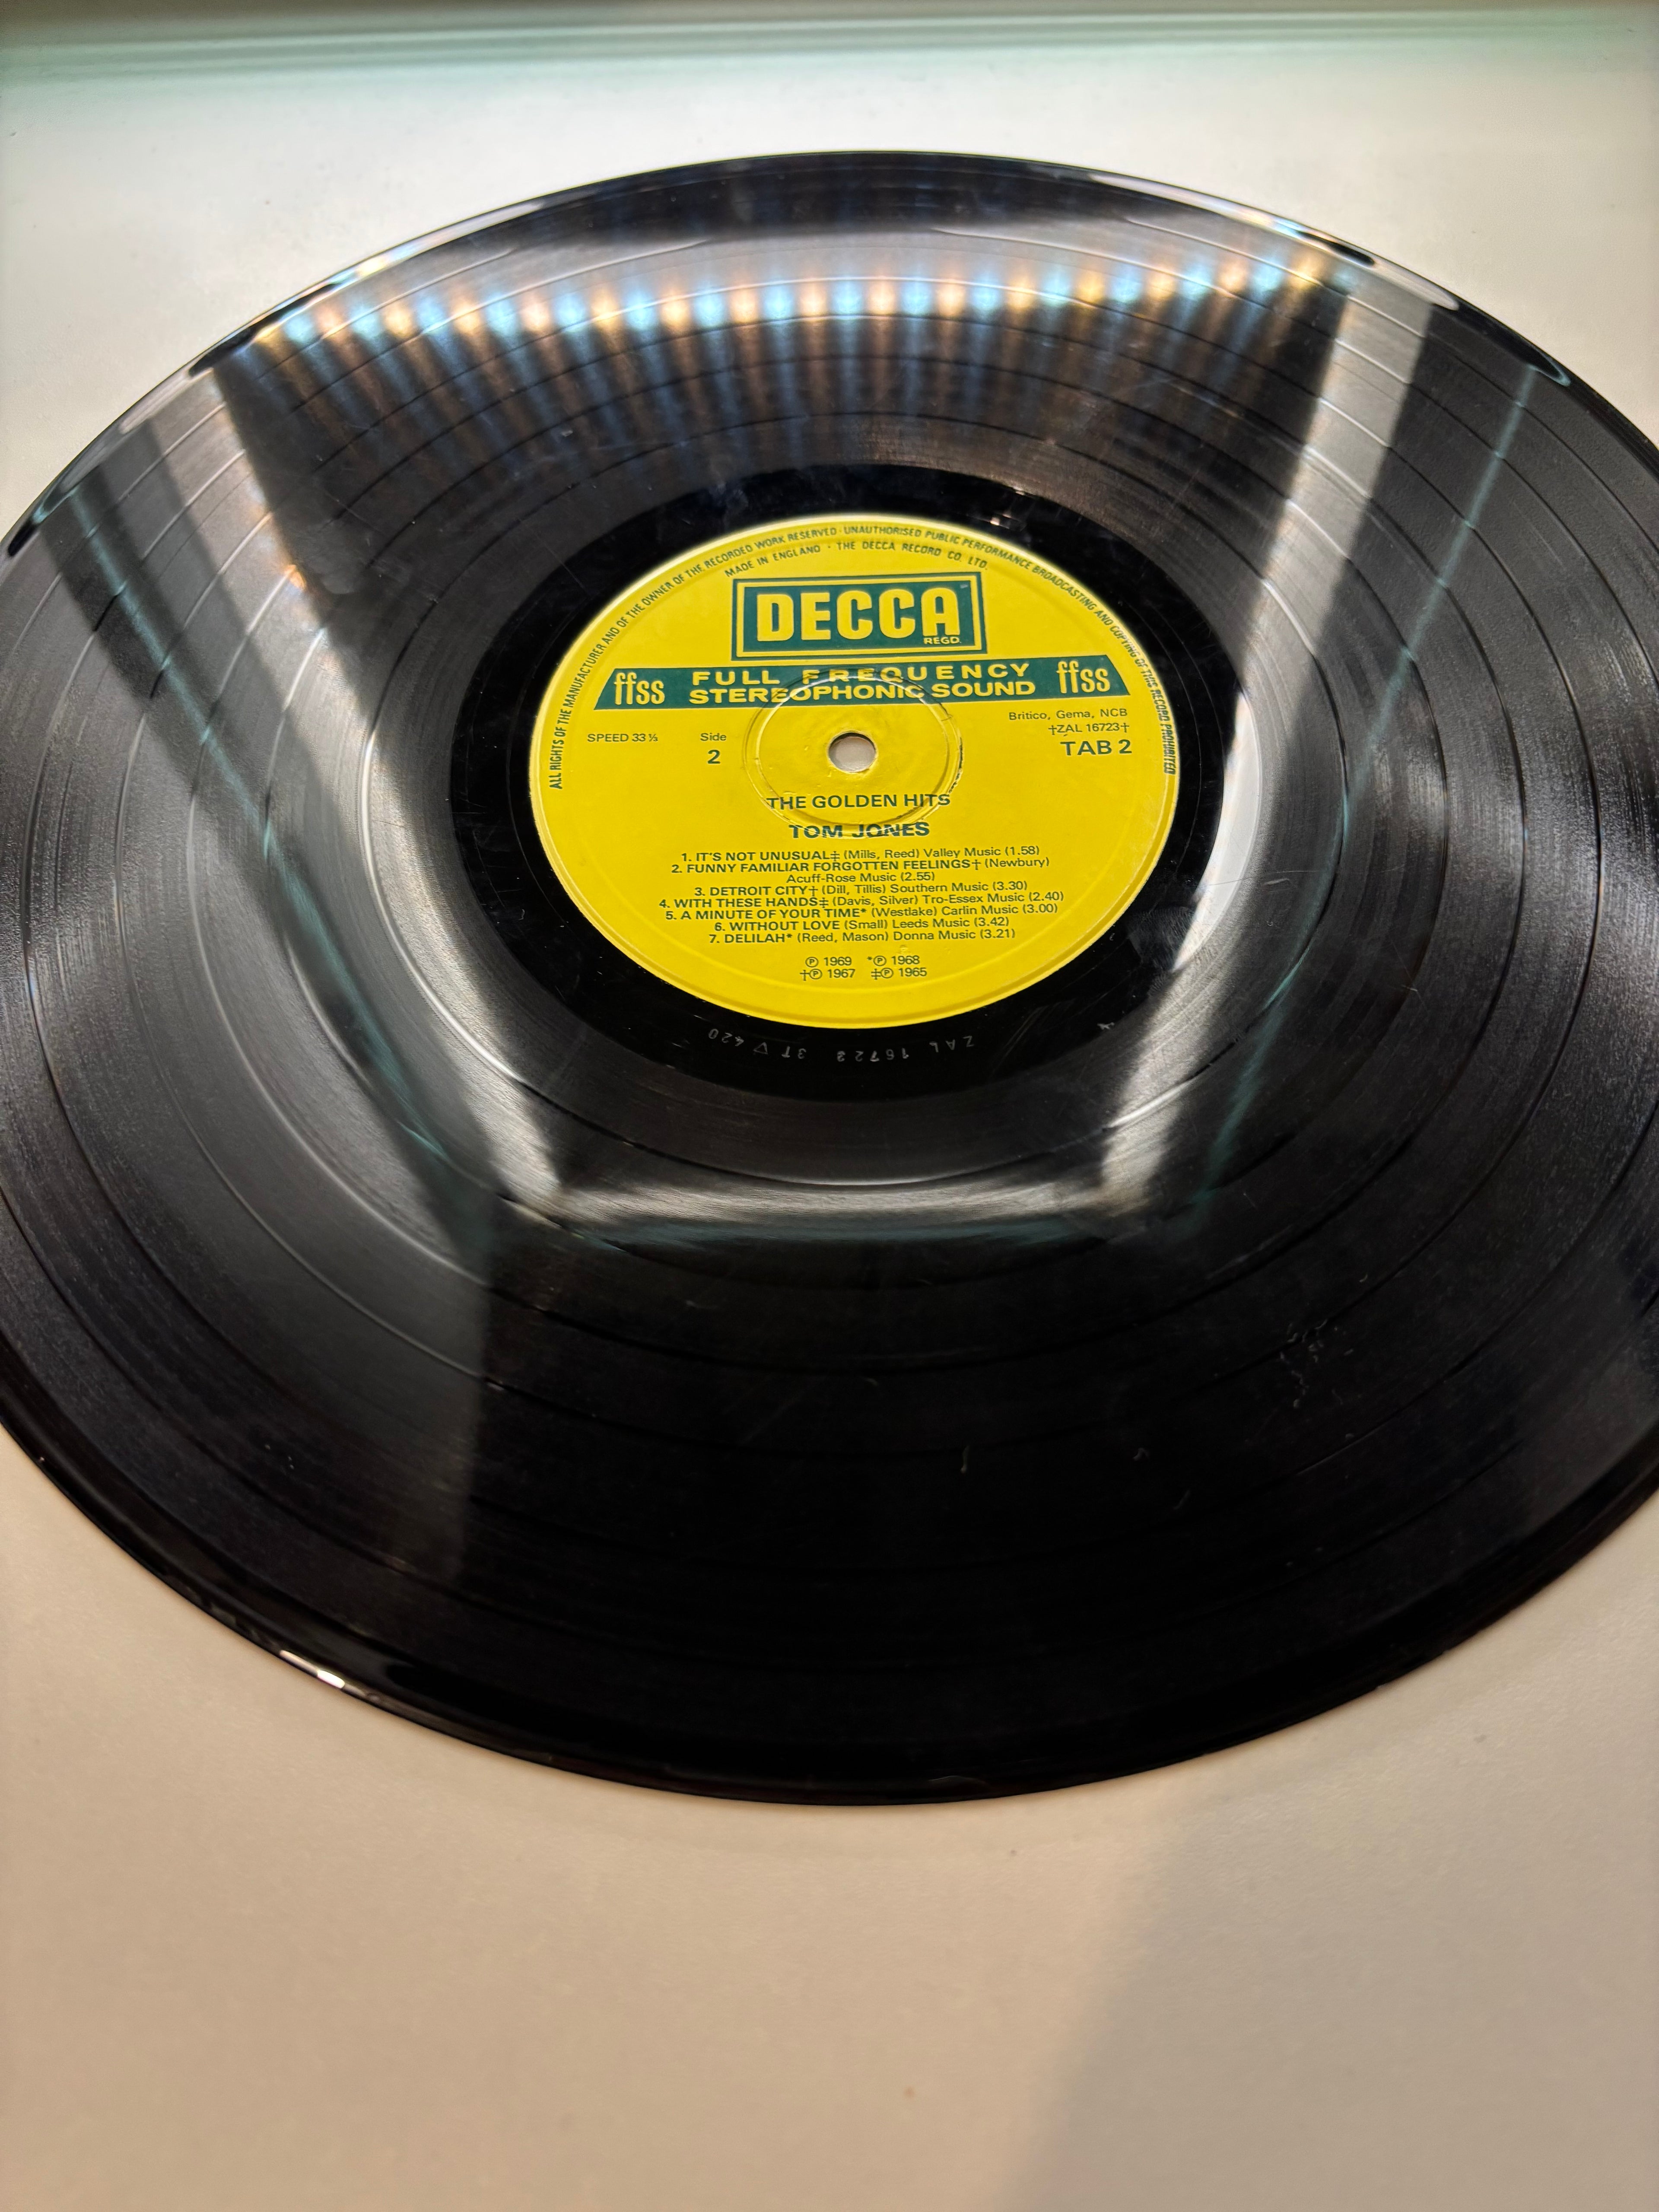 ALL RIGHTS OF THE MANUFACTURER AND OF THE OWNER OF THE RECORDED WORK RESERVED · UNAUTHORISED PUBLIC PERFORMANCE BROADCASTING AND COPYING OF THIS RECORD PROHIBITED
MADE IN ENGLAND · THE DECCA RECORD CO. LTD.
DECCA
REGD.
ffss FULL FREQUENCY STEREOPHONIC SOUND ffss
Britico, Gema, NCB
†ZAL 16723†
SPEED 33⅓
Side
2
TAB 2
THE GOLDEN HITS
TOM JONES
1. IT'S NOT UNUSUAL‡ (Mills, Reed) Valley Music (1.58)
2. FUNNY FAMILIAR FORGOTTEN FEELINGS† (Newbury)
Acuff-Rose Music (2.55)
3. DETROIT CITY† (Dill, Tillis) Southern Music (3.30)
4. WITH THESE HANDS‡ (Davis, Silver) Tro-Essex Music (2.40)
5. A MINUTE OF YOUR TIME* (Westlake) Carlin Music (3.00)
6. WITHOUT LOVE (Small) Leeds Music (3.42)
7. DELILAH* (Reed, Mason) Donna Music (3.21)
℗ 1969 *℗ 1968
†℗ 1967 ‡℗ 1965
ZAL 16723 3T ▽ 420